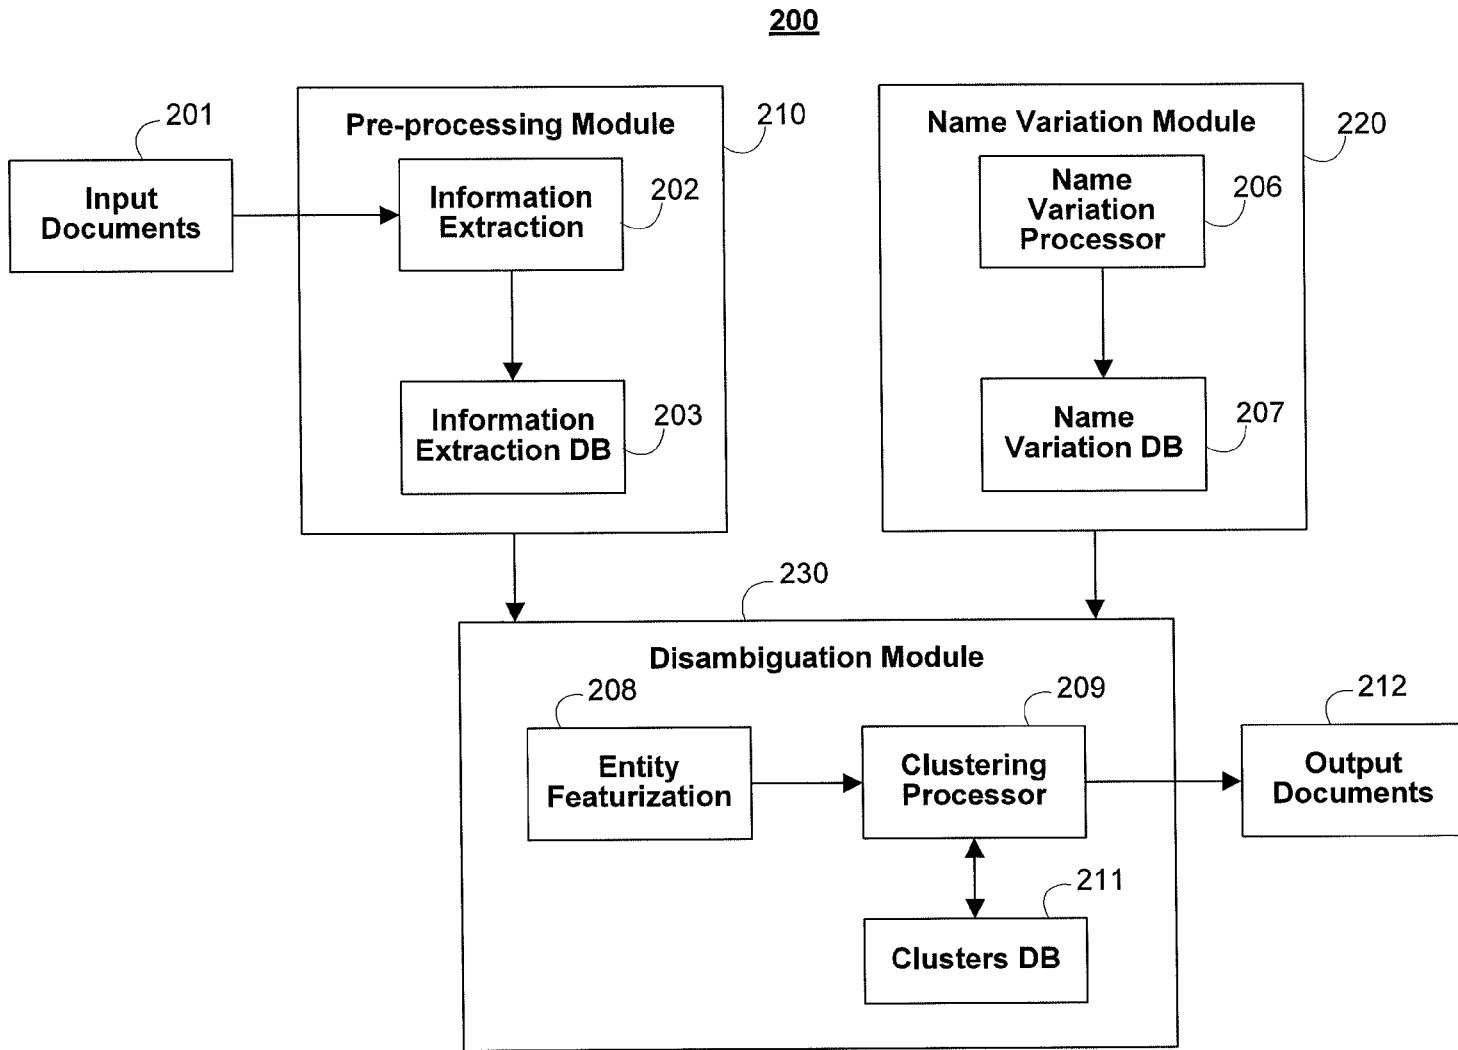 200
201
Input
Documents
Pre-processing Module
210
Information
Extraction
202
Information
Extraction DB
203
Name Variation Module
220
Name
Variation
Processor
206
Name
Variation DB
207
230
Disambiguation Module
208
Entity
Featurization
209
Clustering
Processor
211
Clusters DB
212
Output
Documents